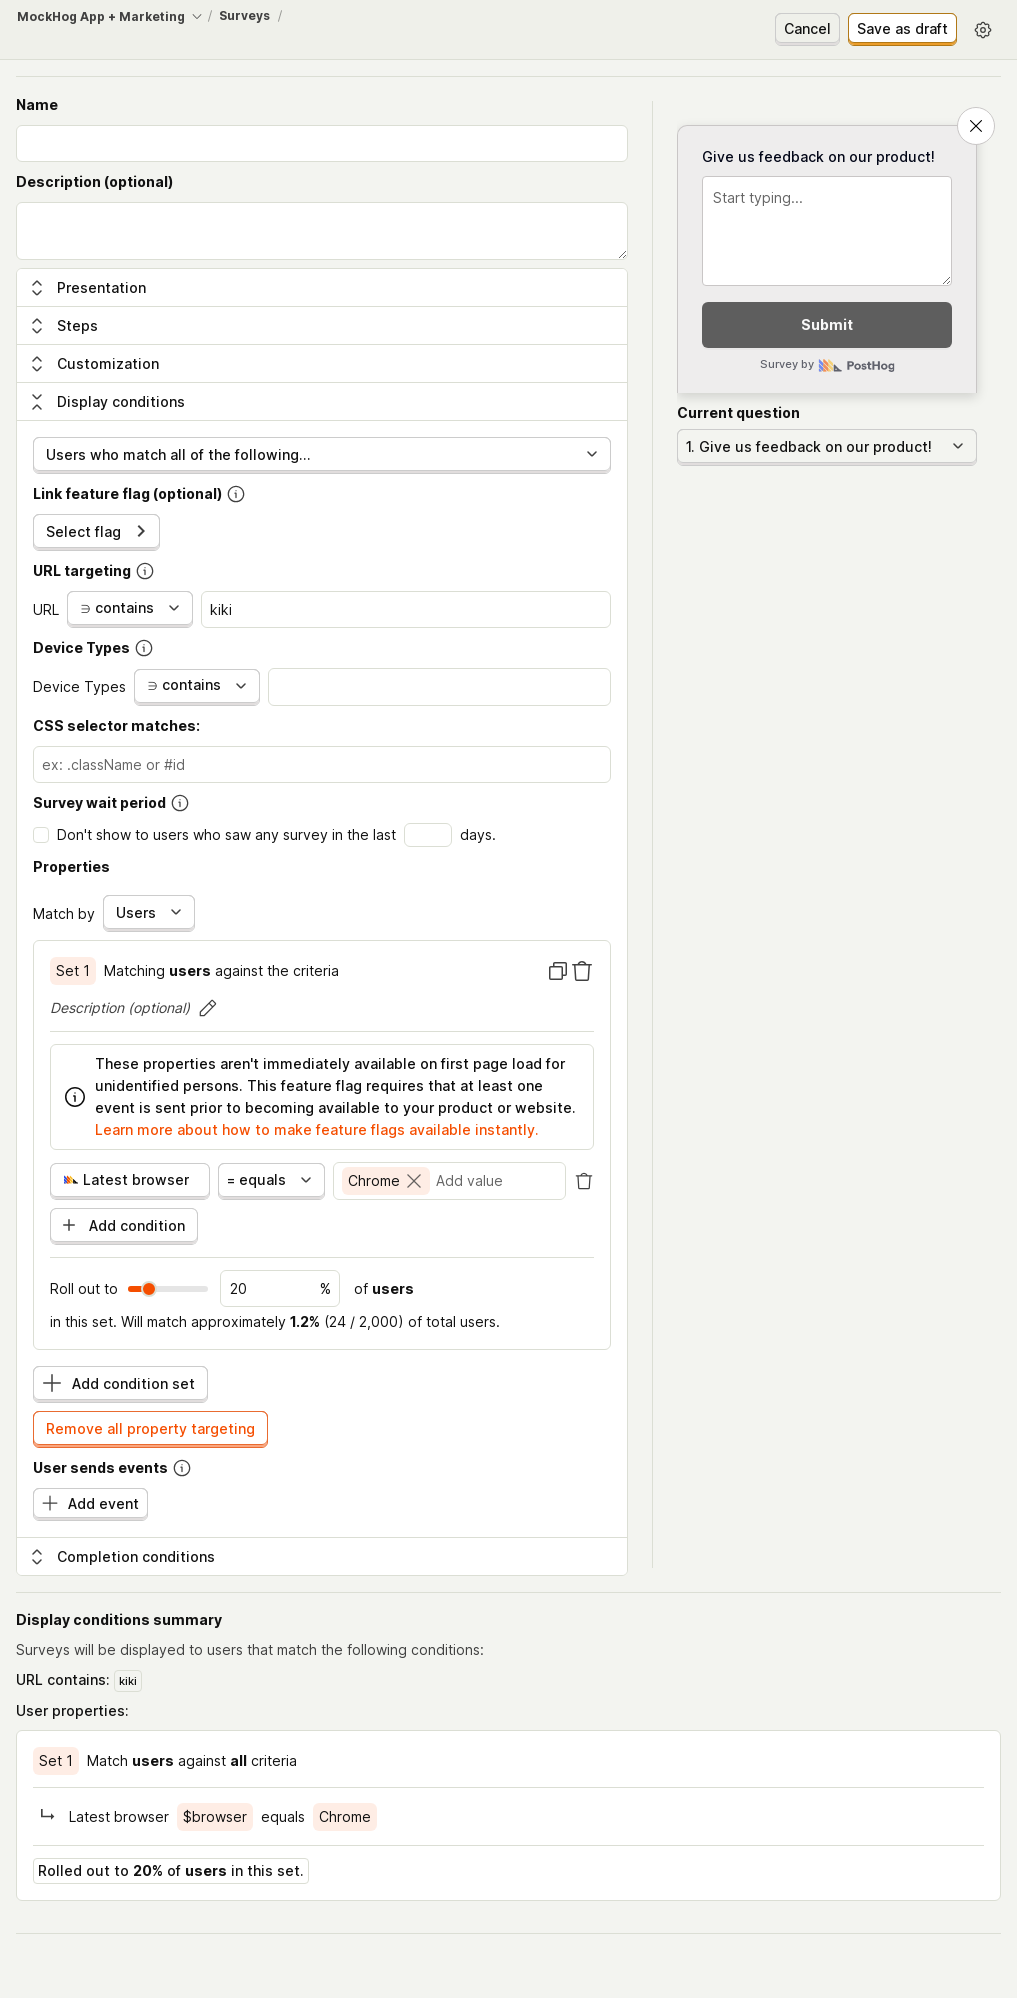 MockHog App + Marketing / Surveys /
Cancel
Save as draft
Name
Description (optional)
Presentation
Steps
Customization
Display conditions
Users who match all of the following...
Link feature flag (optional)
Select flag
URL targeting
URL
∋ contains
kiki
Device Types
Device Types
∋ contains
CSS selector matches:
ex: .className or #id
Survey wait period
Don't show to users who saw any survey in the last
days.
Properties
Match by
Users
Set 1 Matching users against the criteria
Description (optional)
These properties aren't immediately available on first page load for
unidentified persons. This feature flag requires that at least one
event is sent prior to becoming available to your product or website.
Learn more about how to make feature flags available instantly.
Latest browser
= equals
Chrome
Add value
Add condition
Roll out to
20
%
of users
in this set. Will match approximately 1.2% (24 / 2,000) of total users.
Add condition set
Remove all property targeting
User sends events
Add event
Completion conditions
Give us feedback on our product!
Start typing...
Submit
Survey by PostHog
Current question
1. Give us feedback on our product!
Display conditions summary
Surveys will be displayed to users that match the following conditions:
URL contains: kiki
User properties:
Set 1 Match users against all criteria
Latest browser $browser equals Chrome
Rolled out to 20% of users in this set.